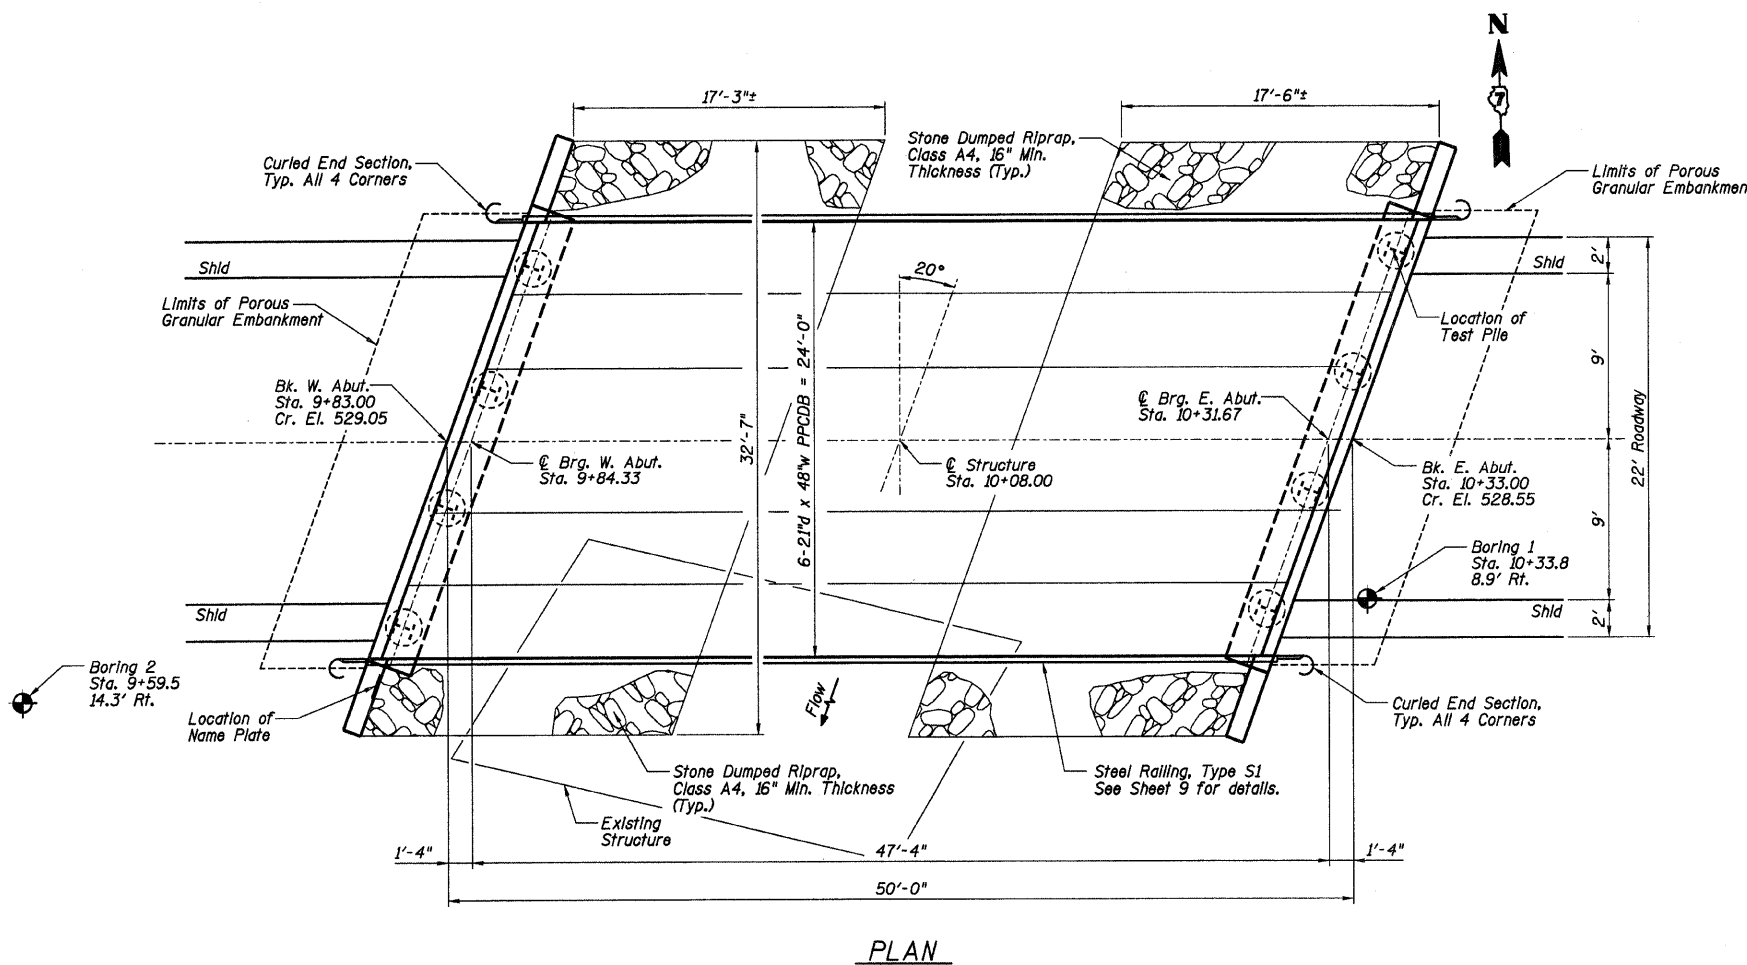 N
7
17'-3"±
17'-6"±
Stone Dumped Riprap,
Class A4, 16" Min.
Thickness (Typ.)
Curled End Section,
Typ. All 4 Corners
Limits of Porous
Granular Embankmen
Shld
Shld
2'
20°
Limits of Porous
Granular Embankment
Location of
Test Pile
9'
6-21"d x 48"w PPCDB = 24'-0"
32'-7"
22' Roadway
Bk. W. Abut.
Sta. 9+83.00
Cr. El. 529.05
℄ Brg. E. Abut.
Sta. 10+31.67
℄ Brg. W. Abut.
Sta. 9+84.33
℄ Structure
Sta. 10+08.00
Bk. E. Abut.
Sta. 10+33.00
Cr. El. 528.55
9'
Boring 1
Sta. 10+33.8
8.9' Rt.
Shld
Shld
2'
Boring 2
Sta. 9+59.5
14.3' Rt.
Location of
Name Plate
Flow
Curled End Section,
Typ. All 4 Corners
Stone Dumped Riprap,
Class A4, 16" Min. Thickness
(Typ.)
Steel Railing, Type S1
See Sheet 9 for details.
Existing
Structure
1'-4"
47'-4"
1'-4"
50'-0"
PLAN